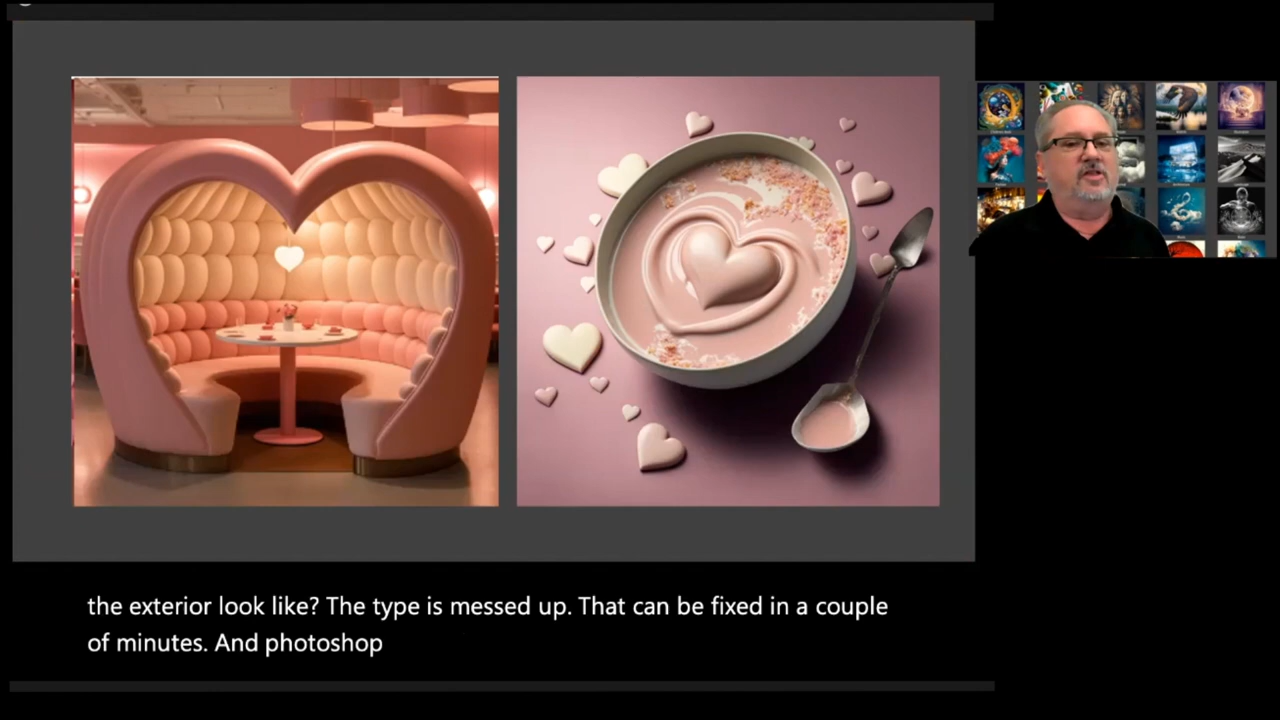 the exterior look like? The type is messed up. That can be fixed in a couple
of minutes. And photoshop